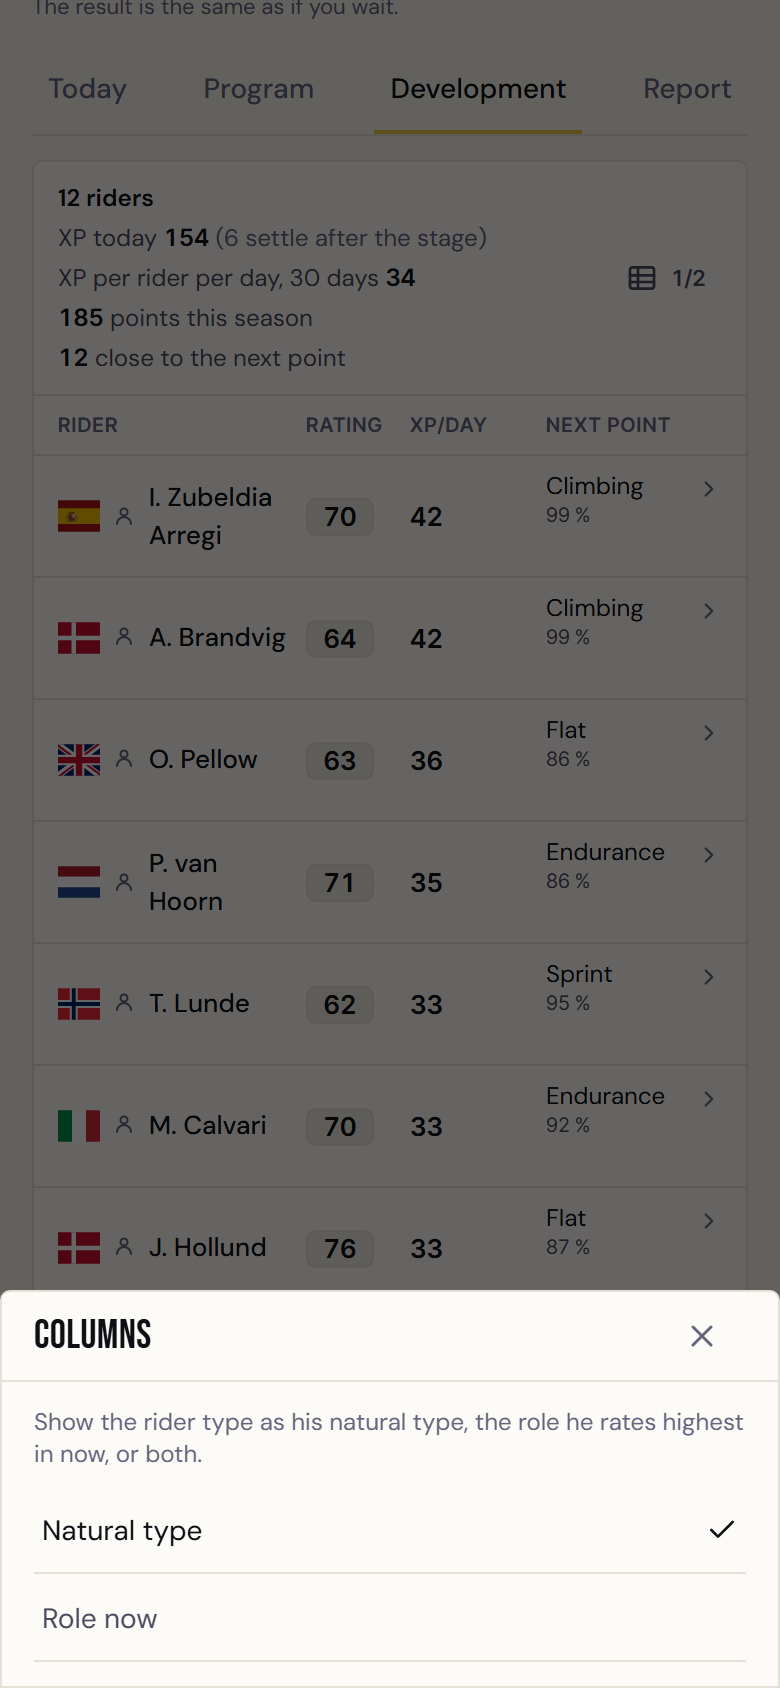 The result is the same as if you wait.
Today Program Development Report
12 riders
XP today 154 (6 settle after the stage)
XP per rider per day, 30 days 34
1/2
185 points this season
12 close to the next point
RIDER RATING XP/DAY NEXT POINT
I. Zubeldia Arregi 70 42 Climbing 99 %
A. Brandvig 64 42 Climbing 99 %
O. Pellow 63 36 Flat 86 %
P. van Hoorn 71 35 Endurance 86 %
T. Lunde 62 33 Sprint 95 %
M. Calvari 70 33 Endurance 92 %
J. Hollund 76 33 Flat 87 %
COLUMNS
Show the rider type as his natural type, the role he rates highest
in now, or both.
Natural type
Role now